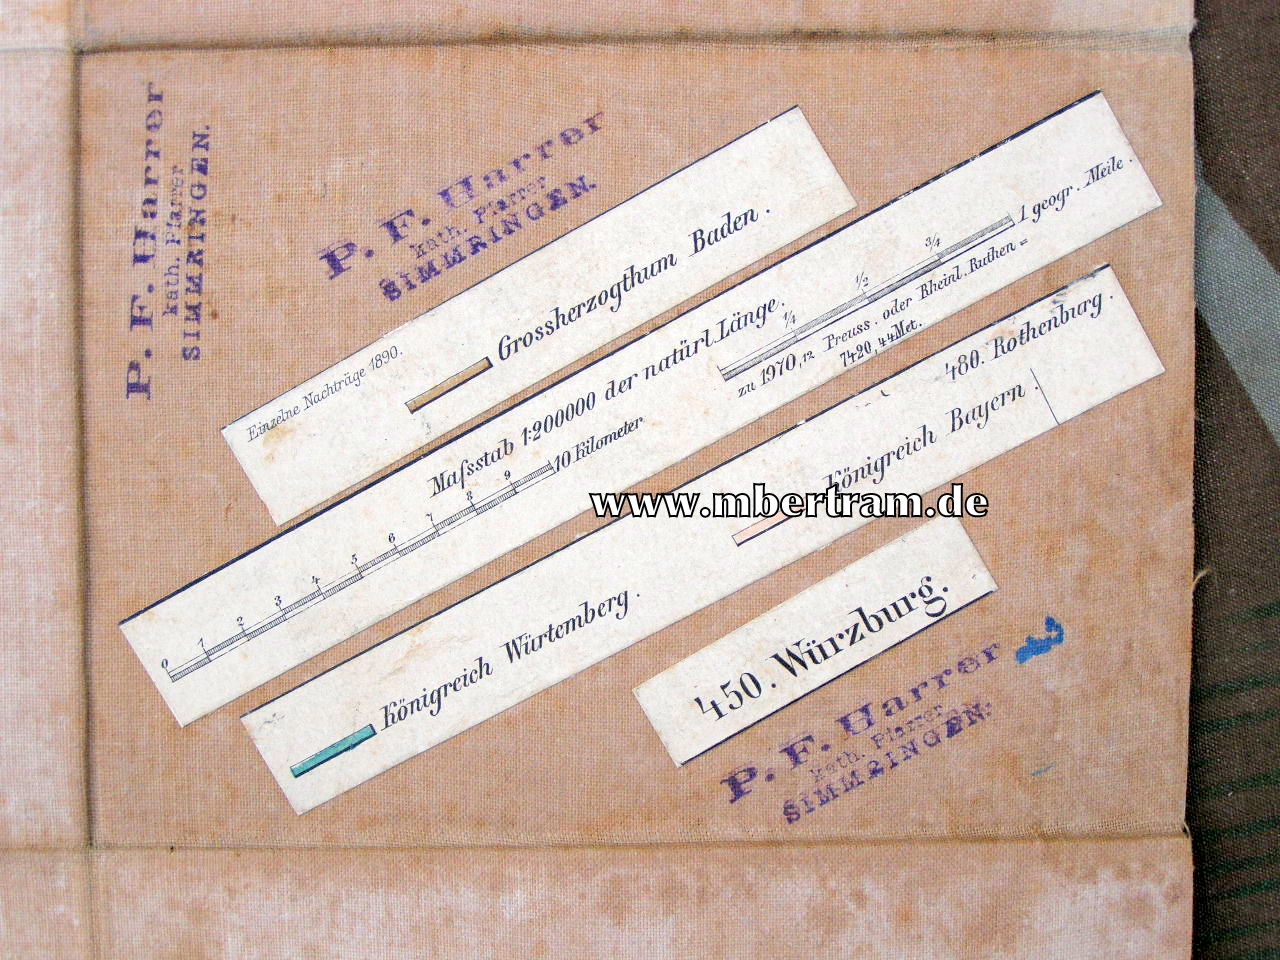 P. F. Harrer
kath. Pfarrer
SIMMRINGEN.
P. F. Harrer
kath. Pfarrer
SIMMRINGEN.
Einzelne Nachträge 1890.
Grossherzogthum Baden.
Maſsstab 1:200000 der natürl. Länge.
0 1 2 3 4 5 6 7 8 9 10 Kilometer
1/4 1/2 3/4 1 geogr. Meile.
zu 1970,12 Preuss. oder Rheinl. Ruthen =
7420,44 Met.
Königreich Würtemberg.
Königreich Bayern.
480. Rothenburg.
www.mbertram.de
450. Würzburg.
P. F. Harrer
kath. Pfarrer
SIMMRINGEN.